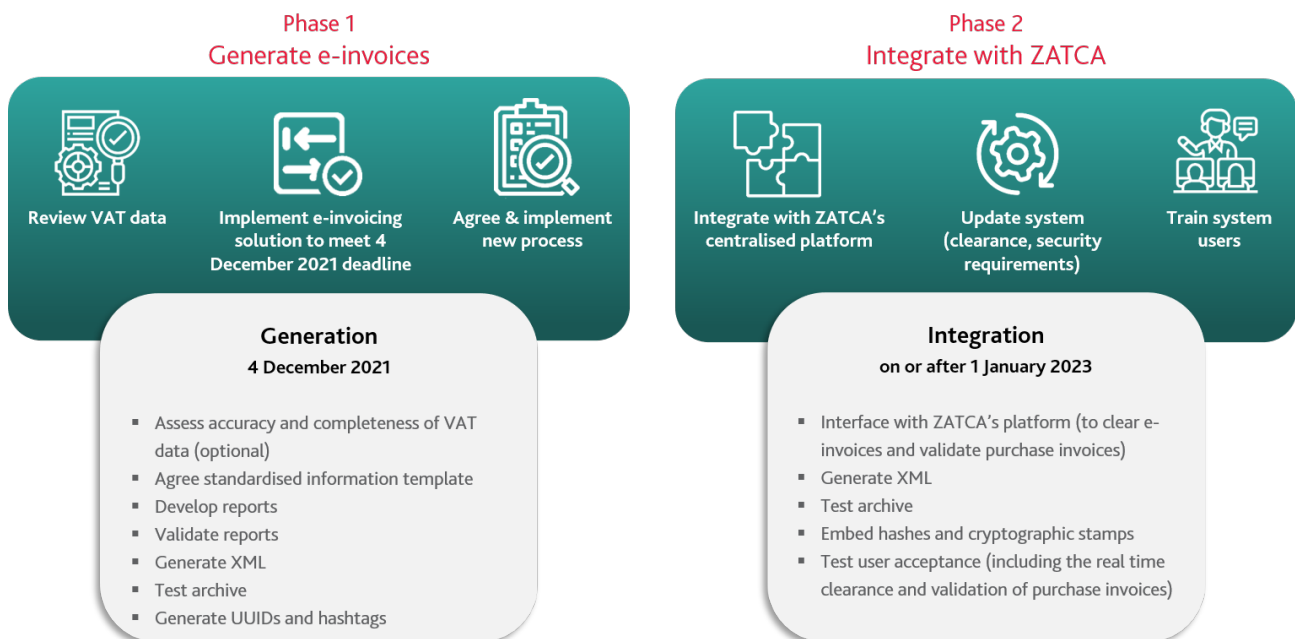 Phase 1
Generate e-invoices
Review VAT data
Implement e-invoicing
solution to meet 4
December 2021 deadline
Agree & implement
new process
Generation
4 December 2021
▪ Assess accuracy and completeness of VAT
data (optional)
▪ Agree standardised information template
▪ Develop reports
▪ Validate reports
▪ Generate XML
▪ Test archive
▪ Generate UUIDs and hashtags
Phase 2
Integrate with ZATCA
Integrate with ZATCA’s
centralised platform
Update system
(clearance, security
requirements)
Train system
users
Integration
on or after 1 January 2023
▪ Interface with ZATCA’s platform (to clear e-
invoices and validate purchase invoices)
▪ Generate XML
▪ Test archive
▪ Embed hashes and cryptographic stamps
▪ Test user acceptance (including the real time
clearance and validation of purchase invoices)